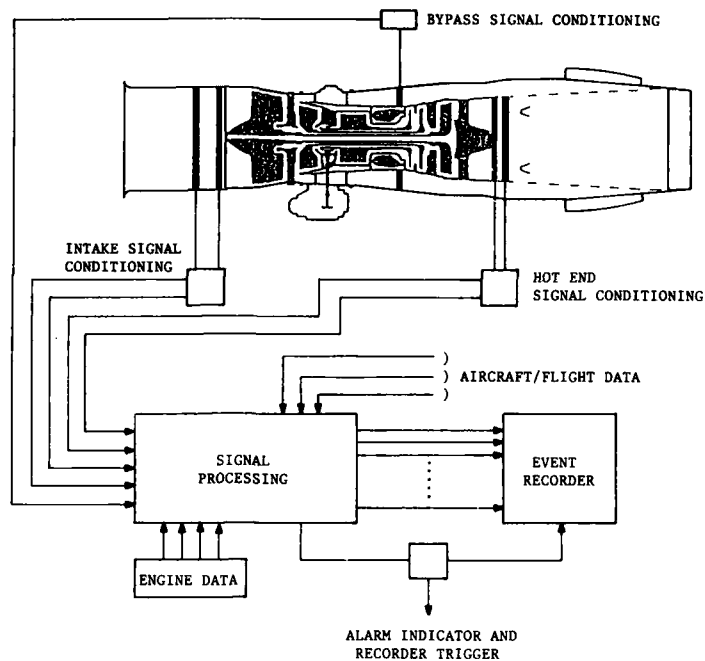 BYPASS SIGNAL CONDITIONING
INTAKE SIGNAL
CONDITIONING
HOT END
SIGNAL CONDITIONING
) AIRCRAFT/FLIGHT DATA
SIGNAL
PROCESSING
EVENT
RECORDER
ENGINE DATA
ALARM INDICATOR AND
RECORDER TRIGGER